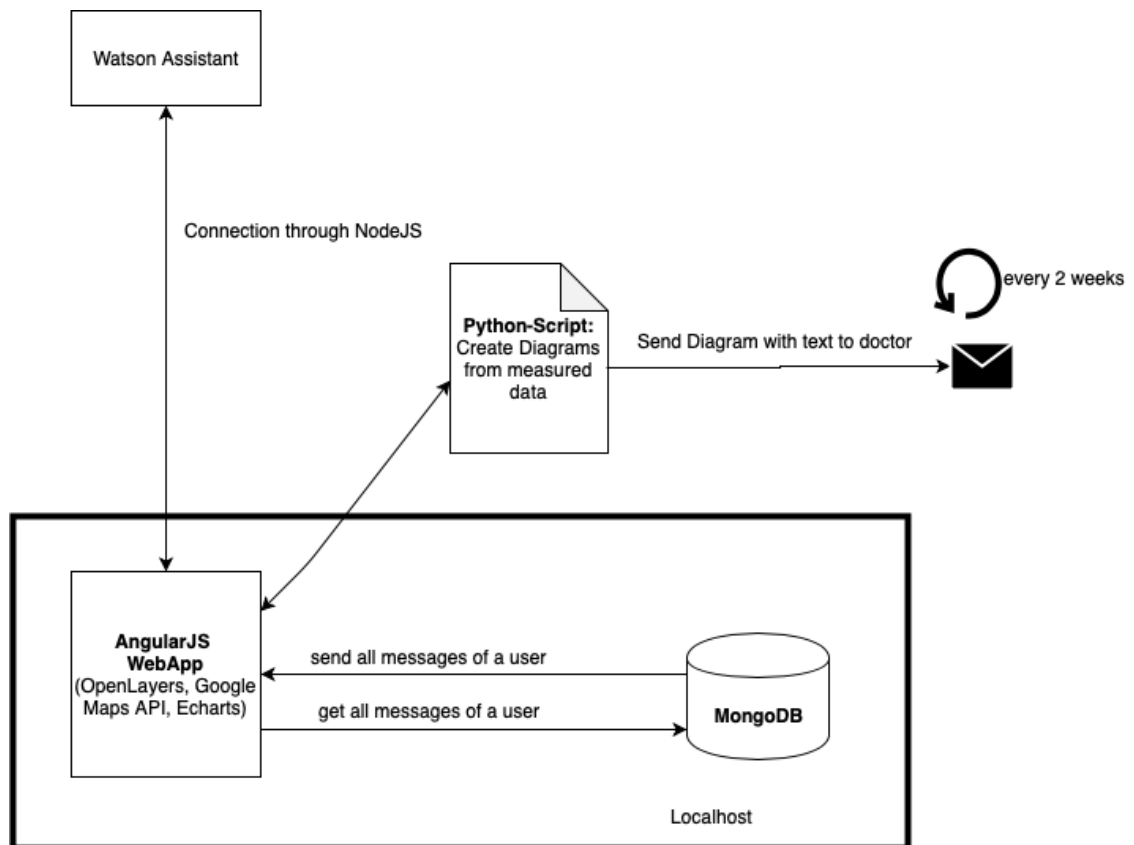 Watson Assistant
Connection through NodeJS
every 2 weeks
Python-Script:
Create Diagrams
from measured
data
Send Diagram with text to doctor
AngularJS
WebApp
(OpenLayers, Google
Maps API, Echarts)
send all messages of a user
get all messages of a user
MongoDB
Localhost